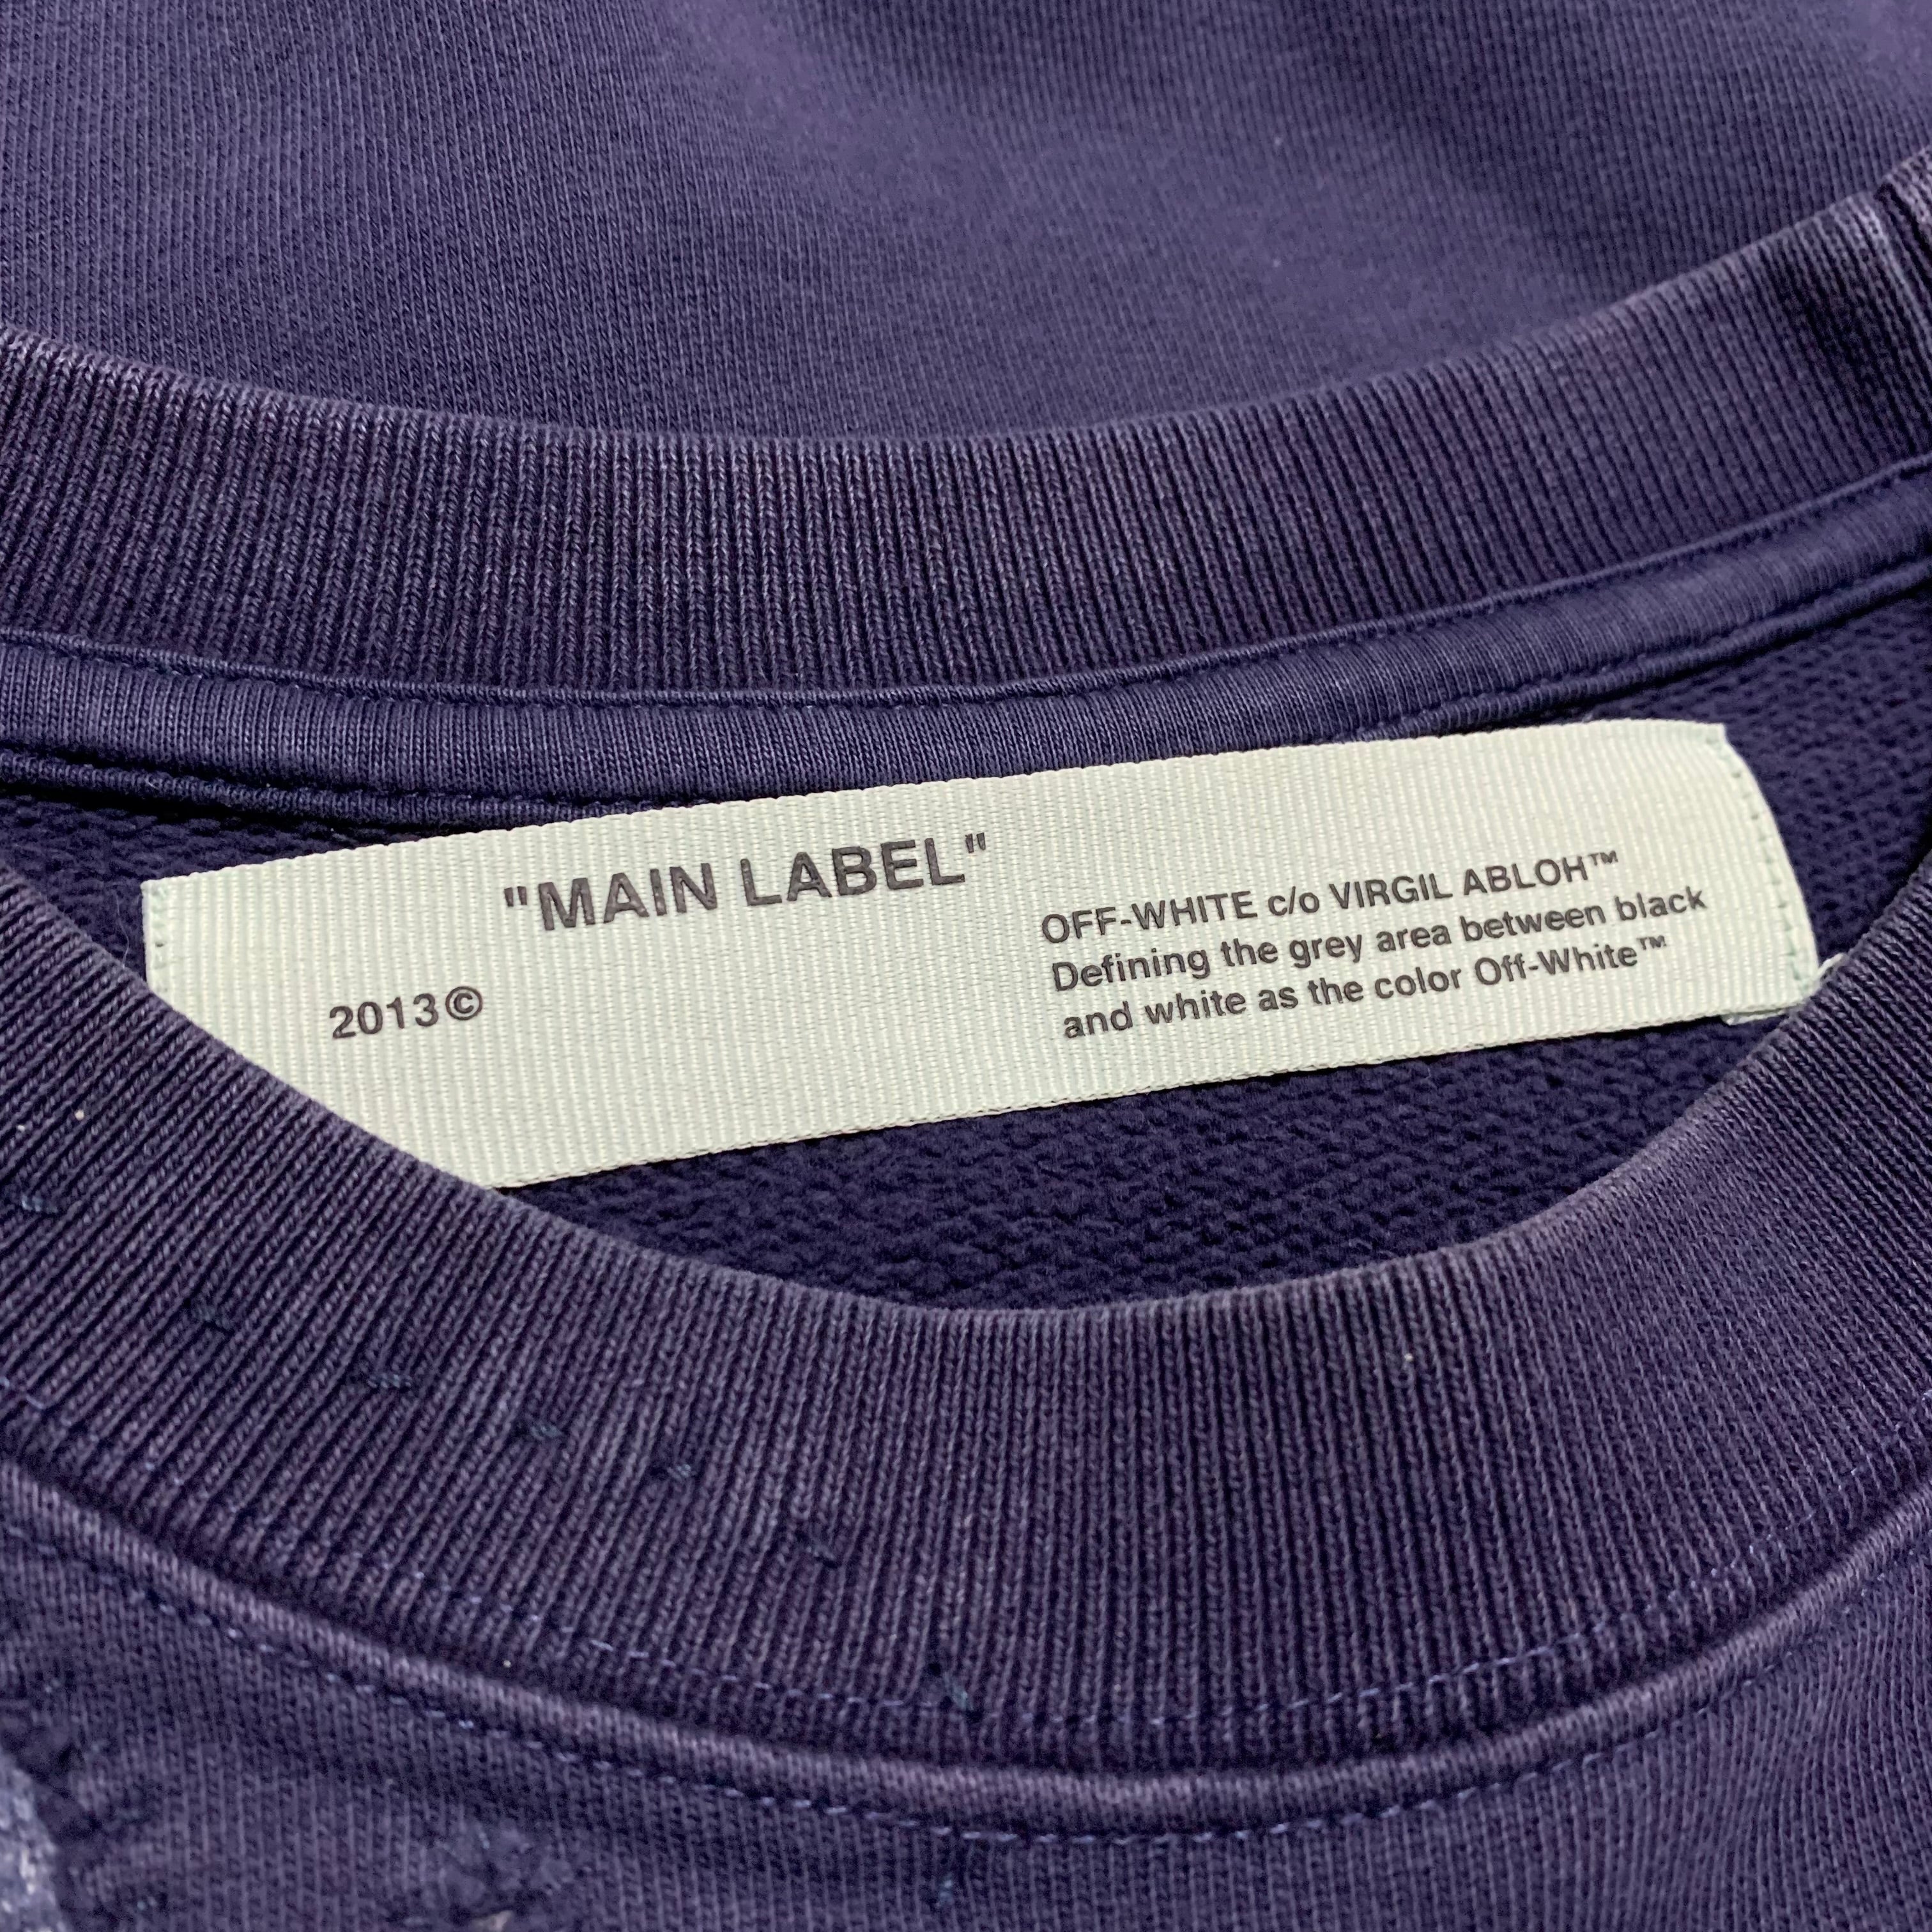 "MAIN LABEL"
2013©
OFF-WHITE c/o VIRGIL ABLOH™
Defining the grey area between black
and white as the color Off-White™